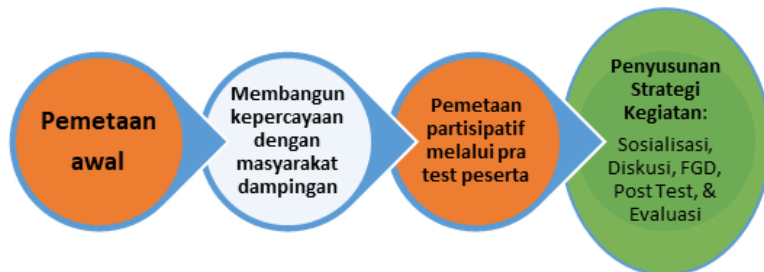 Pemetaan
awal
Membangun
kepercayaan
dengan
masyarakat
dampingan
Pemetaan
partisipatif
melalui pra
test peserta
Penyusunan
Strategi
Kegiatan:
Sosialisasi,
Diskusi, FGD,
Post Test, &
Evaluasi